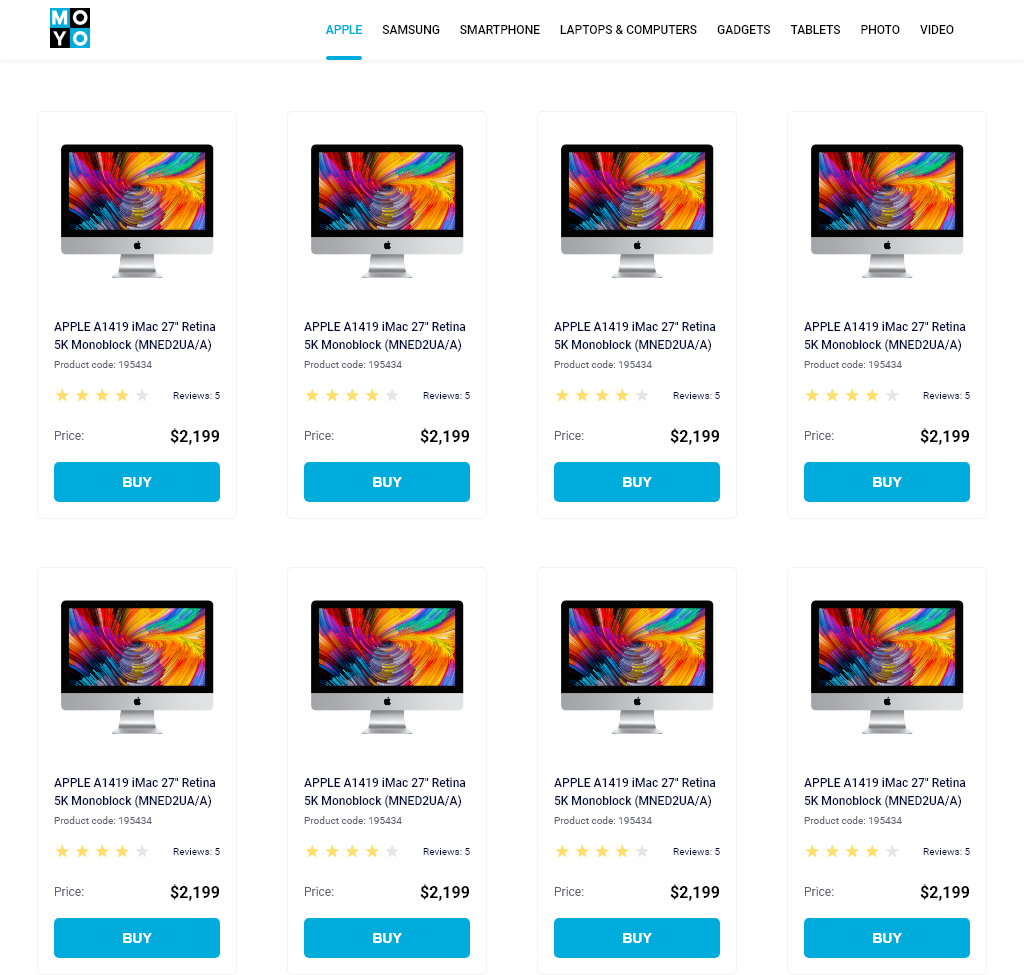 MO
YO
APPLE SAMSUNG SMARTPHONE LAPTOPS & COMPUTERS GADGETS TABLETS PHOTO VIDEO
APPLE A1419 iMac 27" Retina
5K Monoblock (MNED2UA/A)
Product code: 195434
Reviews: 5
Price: $2,199
BUY
APPLE A1419 iMac 27" Retina
5K Monoblock (MNED2UA/A)
Product code: 195434
Reviews: 5
Price: $2,199
BUY
APPLE A1419 iMac 27" Retina
5K Monoblock (MNED2UA/A)
Product code: 195434
Reviews: 5
Price: $2,199
BUY
APPLE A1419 iMac 27" Retina
5K Monoblock (MNED2UA/A)
Product code: 195434
Reviews: 5
Price: $2,199
BUY
APPLE A1419 iMac 27" Retina
5K Monoblock (MNED2UA/A)
Product code: 195434
Reviews: 5
Price: $2,199
BUY
APPLE A1419 iMac 27" Retina
5K Monoblock (MNED2UA/A)
Product code: 195434
Reviews: 5
Price: $2,199
BUY
APPLE A1419 iMac 27" Retina
5K Monoblock (MNED2UA/A)
Product code: 195434
Reviews: 5
Price: $2,199
BUY
APPLE A1419 iMac 27" Retina
5K Monoblock (MNED2UA/A)
Product code: 195434
Reviews: 5
Price: $2,199
BUY